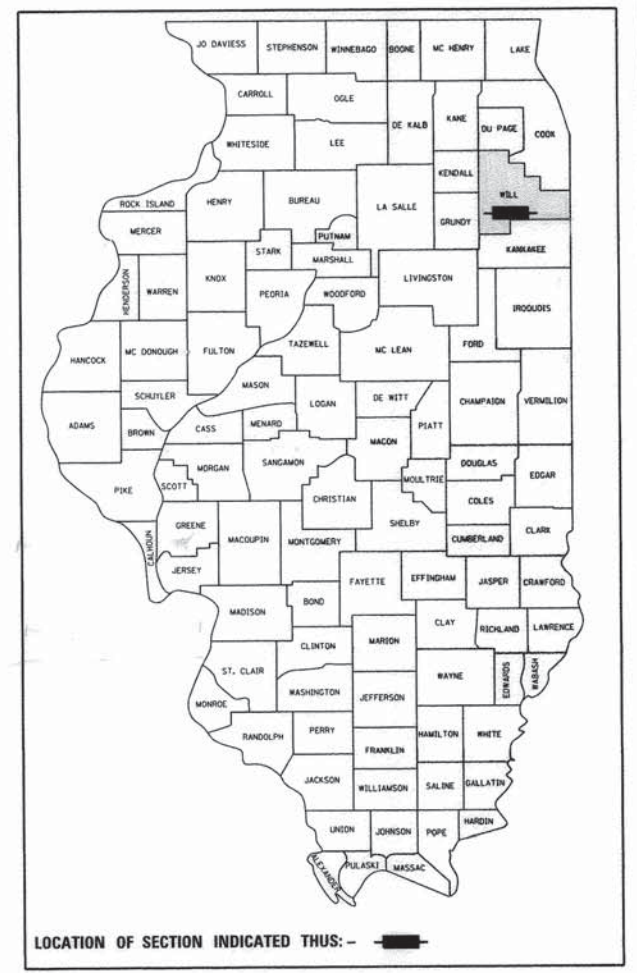 JO DAVIESS STEPHENSON WINNEBAGO BOONE MC HENRY LAKE
CARROLL OGLE DE KALB KANE DU PAGE COOK
WHITESIDE LEE
KENDALL WILL
ROCK ISLAND HENRY BUREAU LA SALLE GRUNDY
MERCER PUTNAM KANKAKEE
STARK MARSHALL
HENDERSON WARREN KNOX PEORIA WOODFORD LIVINGSTON IROQUOIS
HANCOCK MC DONOUGH FULTON TAZEWELL MC LEAN FORD
SCHUYLER MASON LOGAN DE WITT CHAMPAION VERMILION
ADAMS BROWN CASS MENARD MACON PIATT
PIKE SCOTT MORGAN SANGAMON CHRISTIAN MOULTRIE DOUGLAS EDGAR
COLES
CALHOUN GREENE MACOUPIN MONTGOMERY SHELBY CUMBERLAND CLARK
JERSEY FAYETTE EFFINGHAM JASPER CRAWFORD
MADISON BOND
CLAY RICHLAND LAWRENCE
CLINTON MARION
ST. CLAIR WAYNE EDWARDS WABASH
WASHINGTON JEFFERSON
MONROE
RANDOLPH PERRY FRANKLIN HAMILTON WHITE
JACKSON WILLIAMSON SALINE GALLATIN
UNION JOHNSON POPE HARDIN
ALEXANDER PULASKI MASSAC
LOCATION OF SECTION INDICATED THUS: –